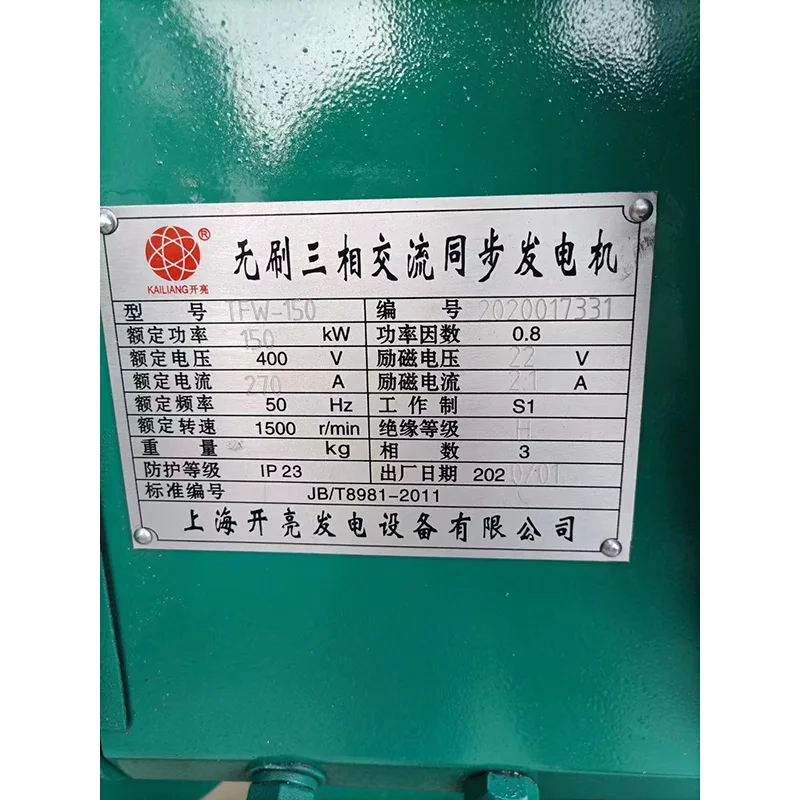 无刷三相交流同步发电机
®
KAILIANG开亮
型 号 TFW-150 编 号 2020017331
额定功率 150 kW 功率因数 0.8
额定电压 400 V 励磁电压 22 V
额定电流 270 A 励磁电流 2.1 A
额定频率 50 Hz 工作制 S1
额定转速 1500 r/min 绝缘等级 H
重 量 kg 相 数 3
防护等级 IP 23 出厂日期 2020/01
标准编号 JB/T8981-2011
上海开亮发电设备有限公司